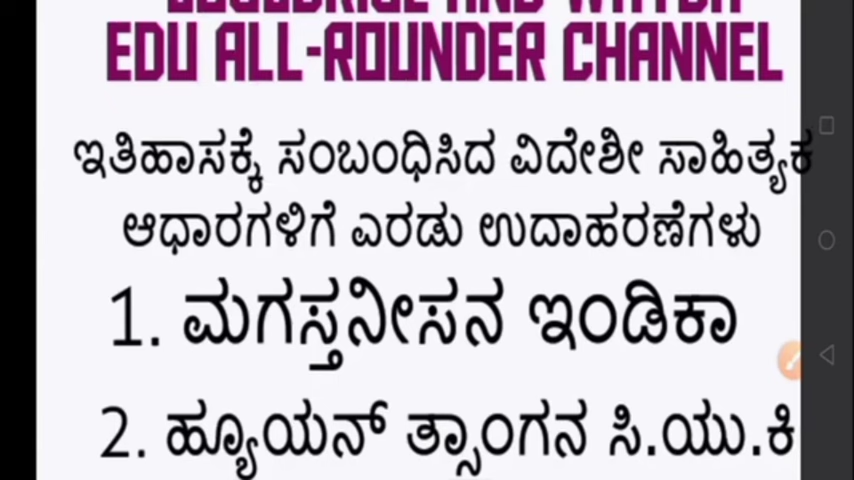 EDU ALL-ROUNDER CHANNEL
ಇತಿಹಾಸಕ್ಕೆ ಸಂಬಂಧಿಸಿದ ವಿದೇಶೀ ಸಾಹಿತ್ಯಕ
ಆಧಾರಗಳಿಗೆ ಎರಡು ಉದಾಹರಣೆಗಳು
1. ಮಗಸ್ತನೀಸನ ಇಂಡಿಕಾ
2. ಹ್ಯೂಯನ್ ತ್ಸಾಂಗನ ಸಿ.ಯು.ಕಿ